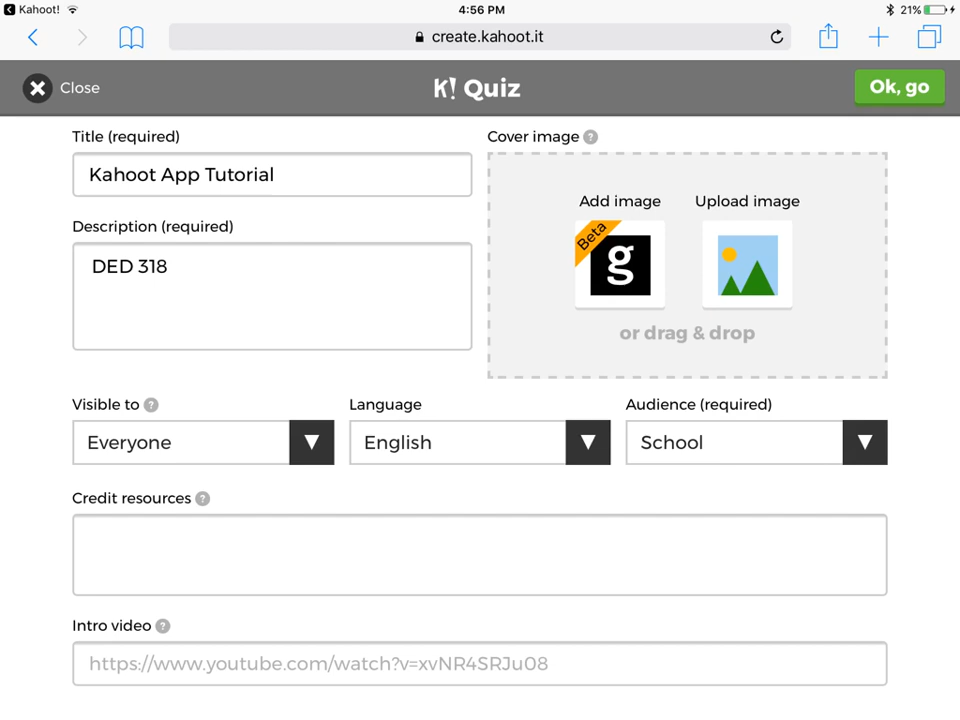 Kahoot!
4:56 PM
21%
create.kahoot.it
Close
K! Quiz
Ok, go
Title (required)
Kahoot App Tutorial
Description (required)
DED 318
Cover image ?
Add image
Upload image
Beta
g
or drag & drop
Visible to ?
Language
Audience (required)
Everyone
English
School
Credit resources ?
Intro video ?
https://www.youtube.com/watch?v=xvNR4SRJu08